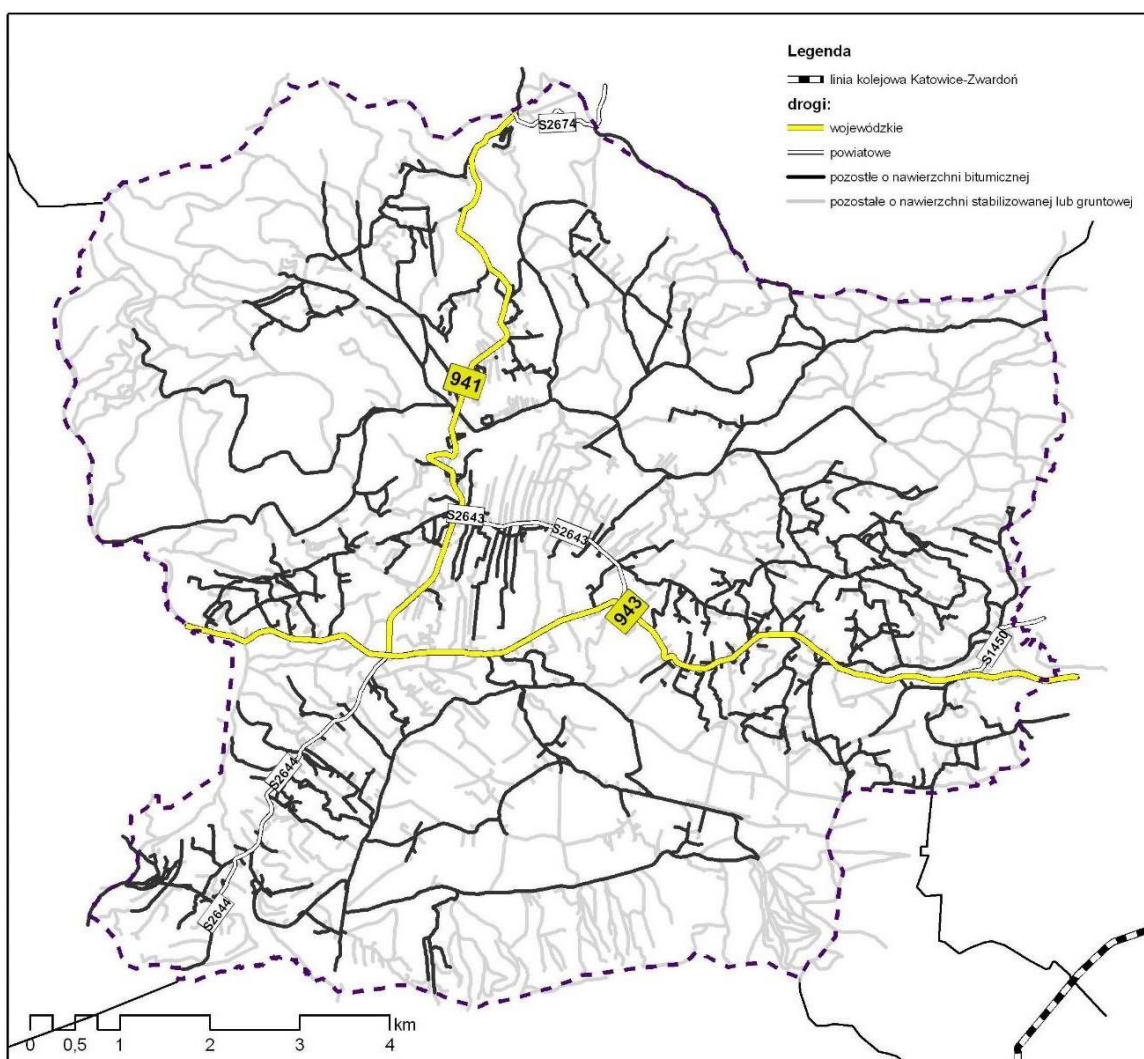 Legenda
linia kolejowa Katowice-Zwardoń
drogi:
wojewódzkie
powiatowe
pozostłe o nawierzchni bitumicznej
pozostałe o nawierzchni stabilizowanej lub gruntowej
S2674
941
S2643
S2643
943
S1450
S2644
S2644
km
0 0,5 1 2 3 4